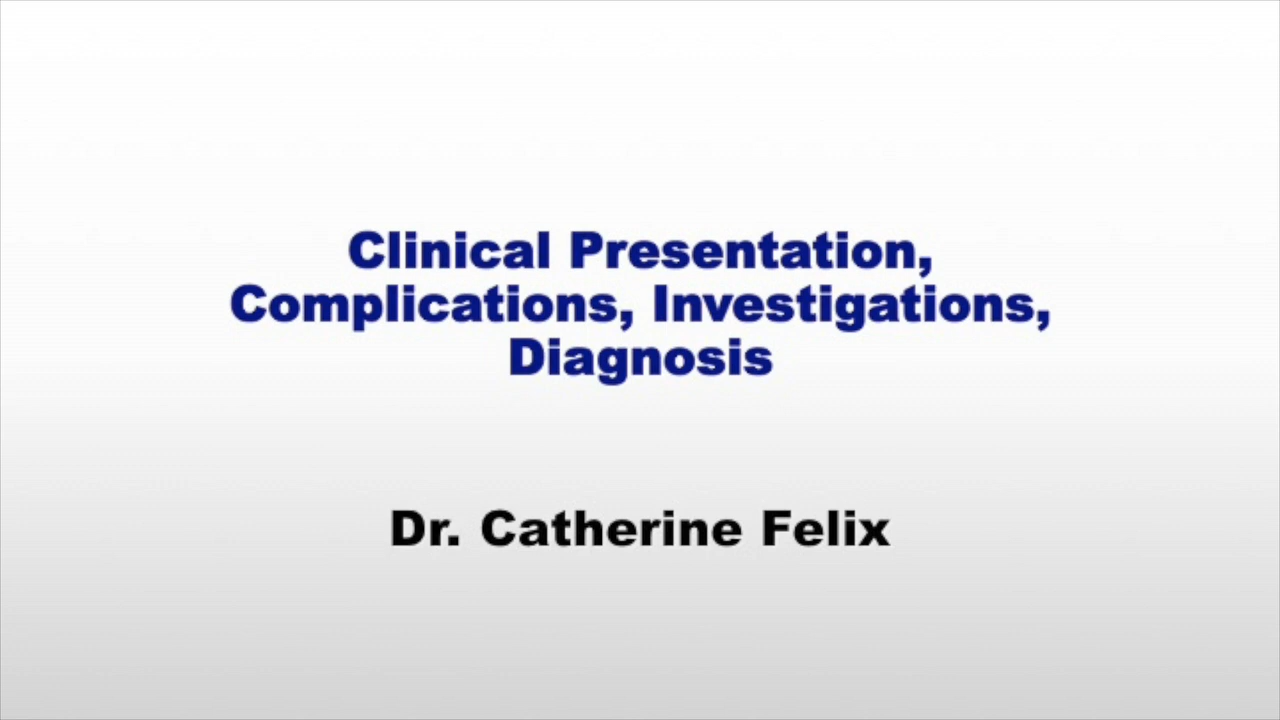 Clinical Presentation,
Complications, Investigations,
Diagnosis
Dr. Catherine Felix